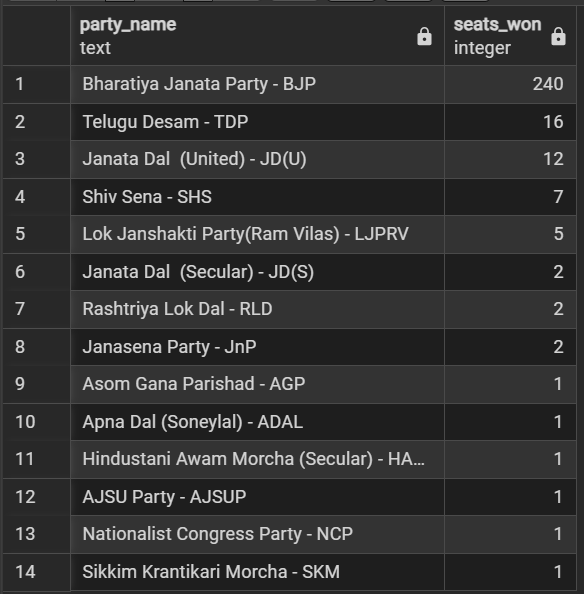 party_name seats_won
text integer
1 Bharatiya Janata Party - BJP 240
2 Telugu Desam - TDP 16
3 Janata Dal  (United) - JD(U) 12
4 Shiv Sena - SHS 7
5 Lok Janshakti Party(Ram Vilas) - LJPRV 5
6 Janata Dal  (Secular) - JD(S) 2
7 Rashtriya Lok Dal - RLD 2
8 Janasena Party - JnP 2
9 Asom Gana Parishad - AGP 1
10 Apna Dal (Soneylal) - ADAL 1
11 Hindustani Awam Morcha (Secular) - HA... 1
12 AJSU Party - AJSUP 1
13 Nationalist Congress Party - NCP 1
14 Sikkim Krantikari Morcha - SKM 1